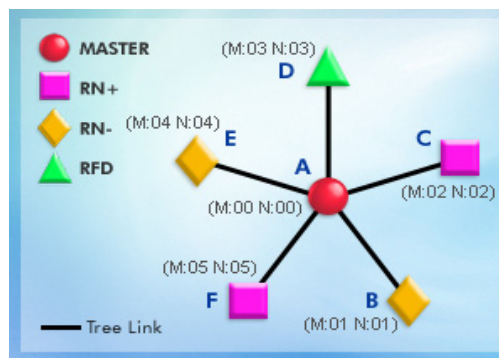 MASTER
RN+
RN-
RFD
(M:03 N:03)
D
(M:04 N:04)
E
C
A
(M:02 N:02)
(M:00 N:00)
(M:05 N:05)
F
B
(M:01 N:01)
Tree Link